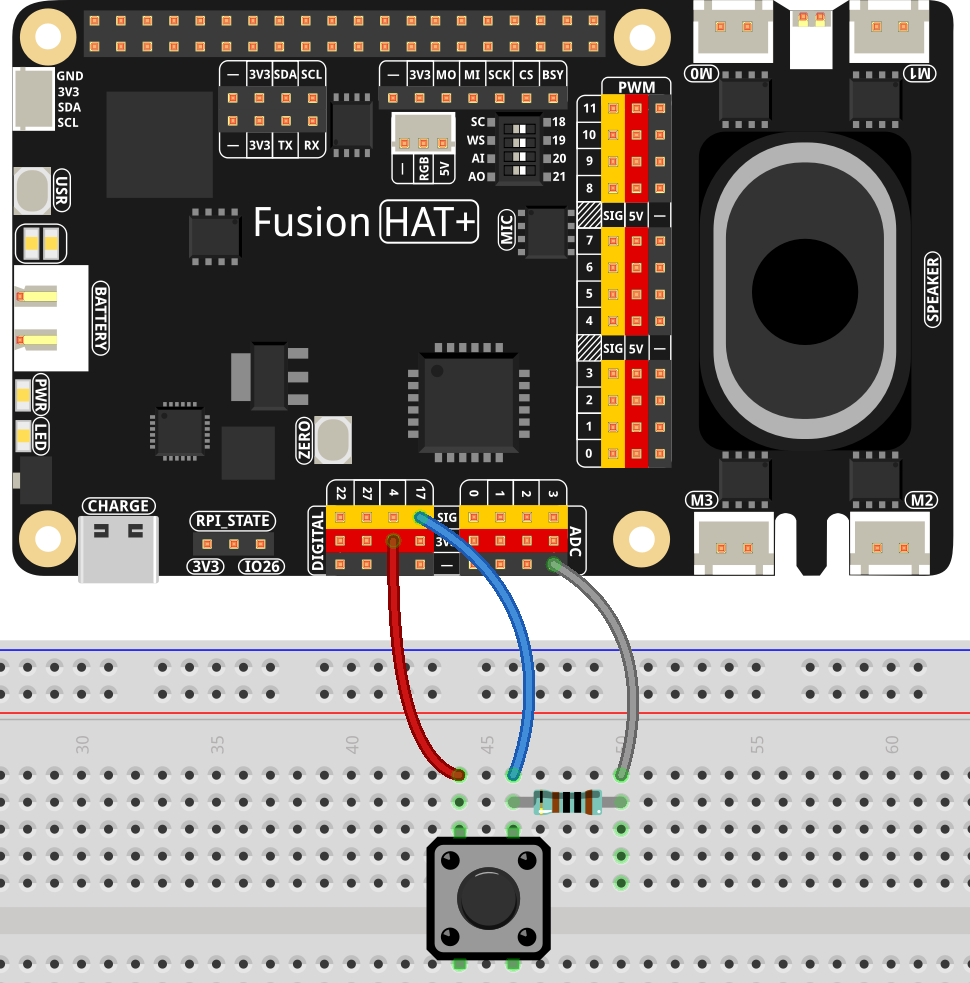 GND
3V3
SDA
SCL
— 3V3 SDA SCL
— 3V3 TX RX
— 3V3 MO MI SCK CS BSY
— RGB 5V
SC 18
WS 19
AI 20
AO 21
PWM
11
10
9
8
SIG 5V —
7
6
5
4
SIG 5V —
3
2
1
0
M0
M1
USR
Fusion HAT+
MIC
SPEAKER
BATTERY
PWR
LED
ZERO
CHARGE
RPI_STATE
3V3 IO26
DIGITAL
22 27 4 17
SIG
—
0 1 2 3
ADC
M3
M2
30 35 40 45 50 55 60